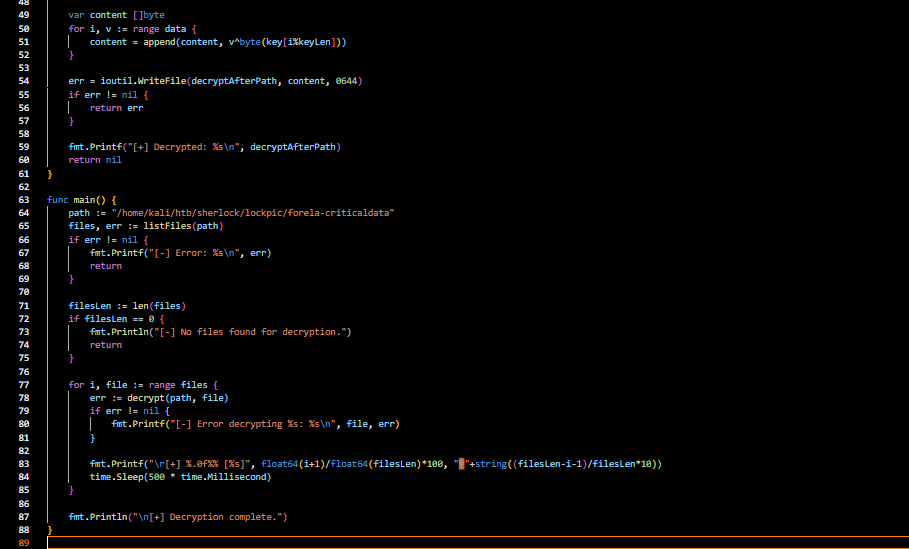 48
49 var content []byte
50 for i, v := range data {
51 content = append(content, v^byte(key[i%keyLen]))
52 }
53
54 err = ioutil.WriteFile(decryptAfterPath, content, 0644)
55 if err != nil {
56 return err
57 }
58
59 fmt.Printf("[+] Decrypted: %s\n", decryptAfterPath)
60 return nil
61 }
62
63 func main() {
64 path := "/home/kali/htb/sherlock/lockpic/forela-criticaldata"
65 files, err := listFiles(path)
66 if err != nil {
67 fmt.Printf("[-] Error: %s\n", err)
68 return
69 }
70
71 filesLen := len(files)
72 if filesLen == 0 {
73 fmt.Println("[-] No files found for decryption.")
74 return
75 }
76
77 for i, file := range files {
78 err := decrypt(path, file)
79 if err != nil {
80 fmt.Printf("[-] Error decrypting %s: %s\n", file, err)
81 }
82
83 fmt.Printf("\r[+] %.0f%% [%s]", float64(i+1)/float64(filesLen)*100, "█"+string((filesLen-i-1)/filesLen*10))
84 time.Sleep(500 * time.Millisecond)
85 }
86
87 fmt.Println("\n[+] Decryption complete.")
88 }
89